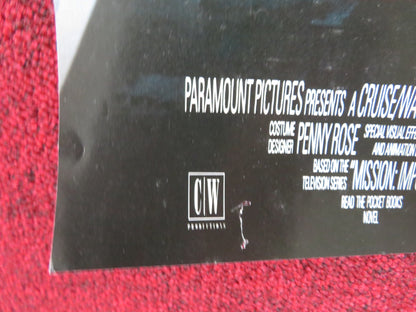 PARAMOUNT PICTURES PRESENTS A CRUISE/WA
COSTUME DESIGNER PENNY ROSE SPECIAL VISUAL EFFE AND ANIMATION
BASED ON THE TELEVISION SERIES "MISSION: IMP
READ THE POCKET BOOKS
NOVEL
C/W
PRODUCTIONS